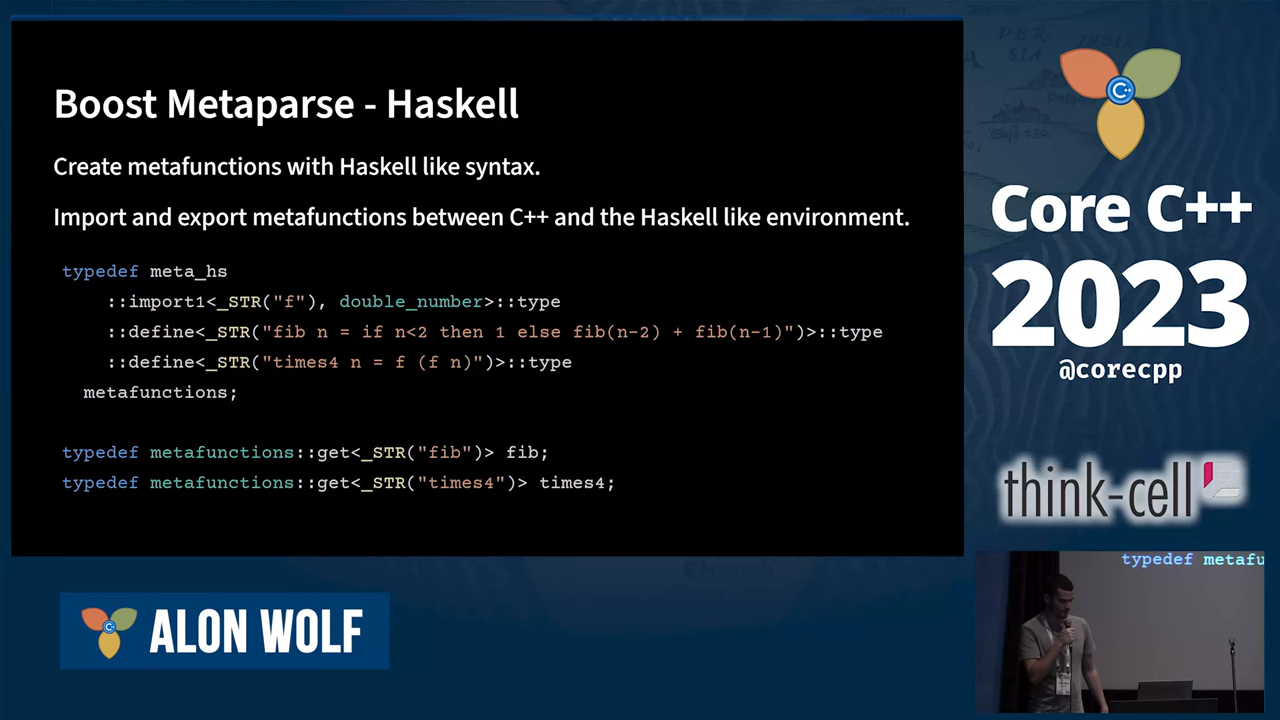 Boost Metaparse - Haskell
Create metafunctions with Haskell like syntax.
Import and export metafunctions between C++ and the Haskell like environment.
typedef meta_hs
::import1<_STR("f"), double_number>::type
::define<_STR("fib n = if n<2 then 1 else fib(n-2) + fib(n-1)")>::type
::define<_STR("times4 n = f (f n)")>::type
metafunctions;
typedef metafunctions::get<_STR("fib")> fib;
typedef metafunctions::get<_STR("times4")> times4;
C++
Core C++
2023
@corecpp
think-cell
typedef metafu
C++
ALON WOLF